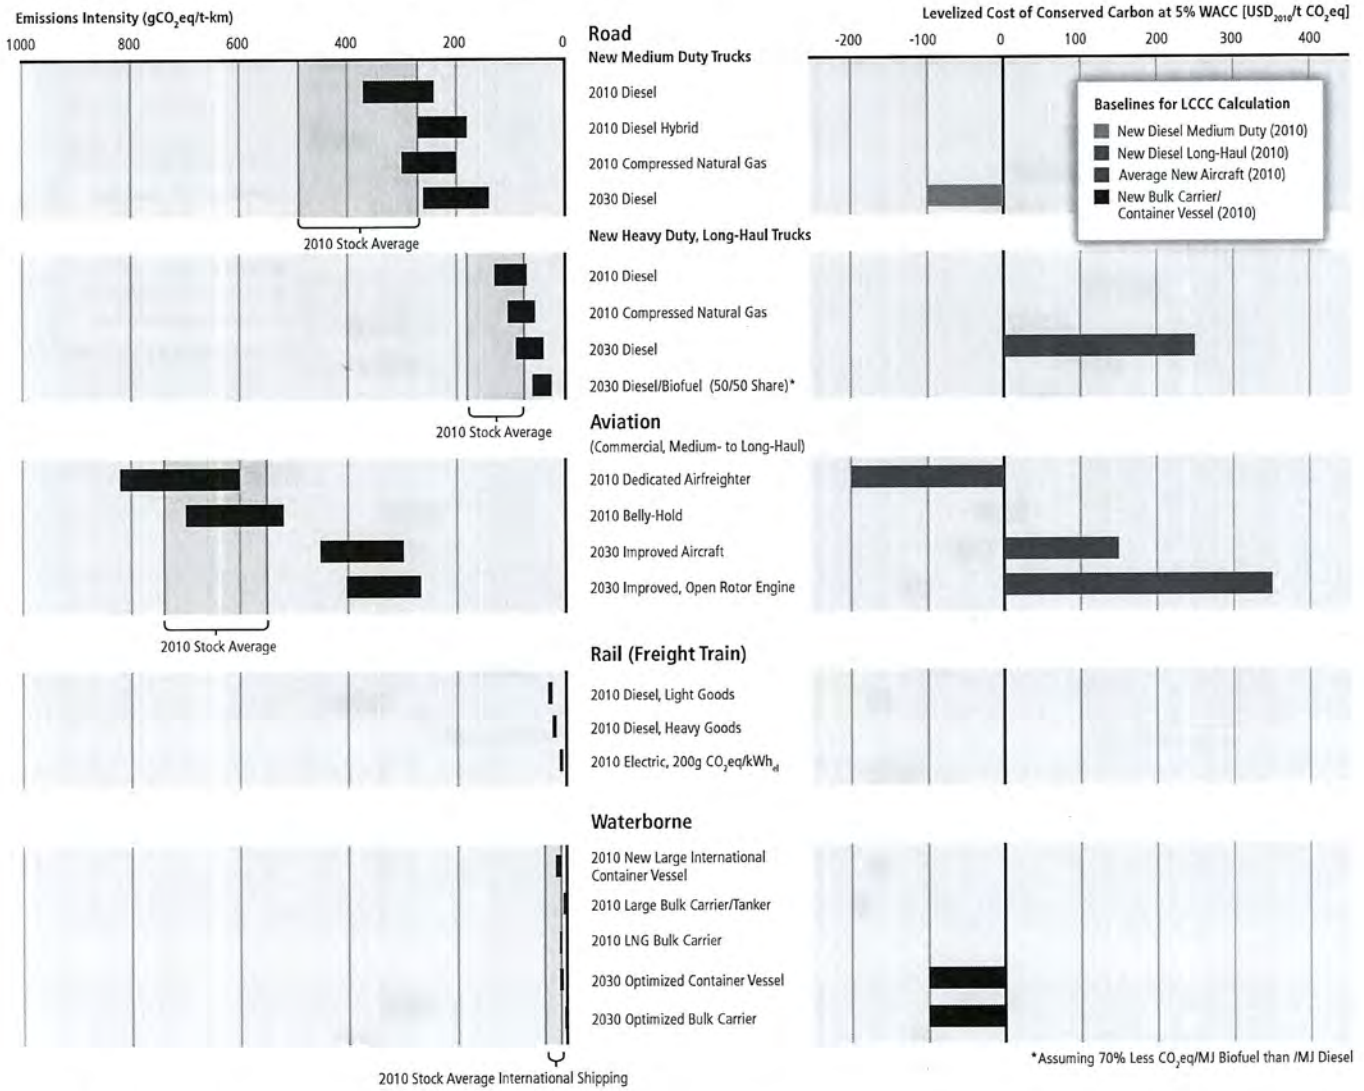 Emissions Intensity (gCO₂eq/t-km)
1000 800 600 400 200 0
Levelized Cost of Conserved Carbon at 5% WACC [USD₂₀₁₀/t CO₂eq]
-200 -100 0 100 200 300 400
Road
New Medium Duty Trucks
2010 Diesel
2010 Diesel Hybrid
2010 Compressed Natural Gas
2030 Diesel
2010 Stock Average
Baselines for LCCC Calculation
New Diesel Medium Duty (2010)
New Diesel Long-Haul (2010)
Average New Aircraft (2010)
New Bulk Carrier/
Container Vessel (2010)
New Heavy Duty, Long-Haul Trucks
2010 Diesel
2010 Compressed Natural Gas
2030 Diesel
2030 Diesel/Biofuel (50/50 Share)*
2010 Stock Average
Aviation
(Commercial, Medium- to Long-Haul)
2010 Dedicated Airfreighter
2010 Belly-Hold
2030 Improved Aircraft
2030 Improved, Open Rotor Engine
2010 Stock Average
Rail (Freight Train)
2010 Diesel, Light Goods
2010 Diesel, Heavy Goods
2010 Electric, 200g CO₂eq/kWhₑₗ
Waterborne
2010 New Large International
Container Vessel
2010 Large Bulk Carrier/Tanker
2010 LNG Bulk Carrier
2030 Optimized Container Vessel
2030 Optimized Bulk Carrier
2010 Stock Average International Shipping
*Assuming 70% Less CO₂eq/MJ Biofuel than /MJ Diesel